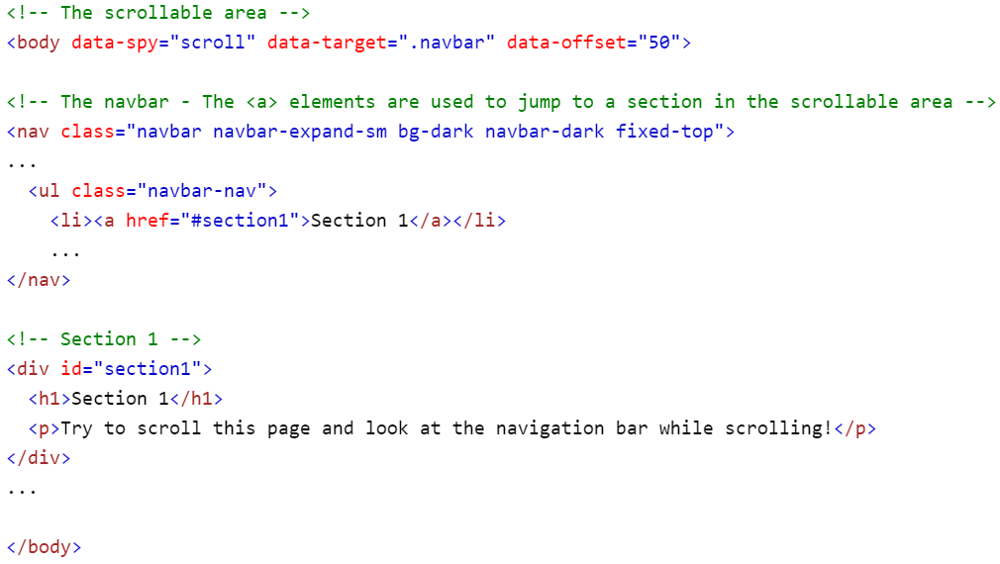 <!-- The scrollable area -->
<body data-spy="scroll" data-target=".navbar" data-offset="50">

<!-- The navbar - The <a> elements are used to jump to a section in the scrollable area -->
<nav class="navbar navbar-expand-sm bg-dark navbar-dark fixed-top">
...
  <ul class="navbar-nav">
    <li><a href="#section1">Section 1</a></li>
    ...
</nav>

<!-- Section 1 -->
<div id="section1">
  <h1>Section 1</h1>
  <p>Try to scroll this page and look at the navigation bar while scrolling!</p>
</div>
...

</body>